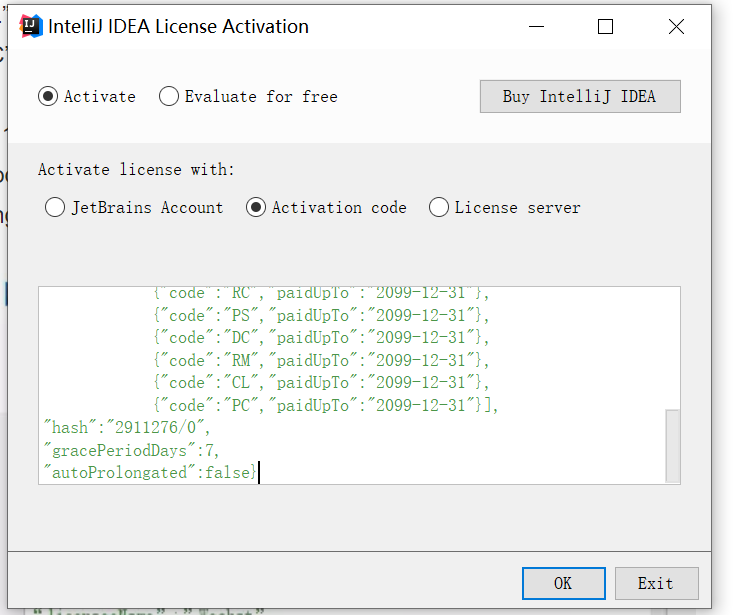 IntelliJ IDEA License Activation
Activate
Evaluate for free
Buy IntelliJ IDEA
Activate license with:
JetBrains Account
Activation code
License server
{"code":"RC","paidUpTo":"2099-12-31"},
{"code":"PS","paidUpTo":"2099-12-31"},
{"code":"DC","paidUpTo":"2099-12-31"},
{"code":"RM","paidUpTo":"2099-12-31"},
{"code":"CL","paidUpTo":"2099-12-31"},
{"code":"PC","paidUpTo":"2099-12-31"}],
"hash":"2911276/0",
"gracePeriodDays":7,
"autoProlongated":false}
OK
Exit